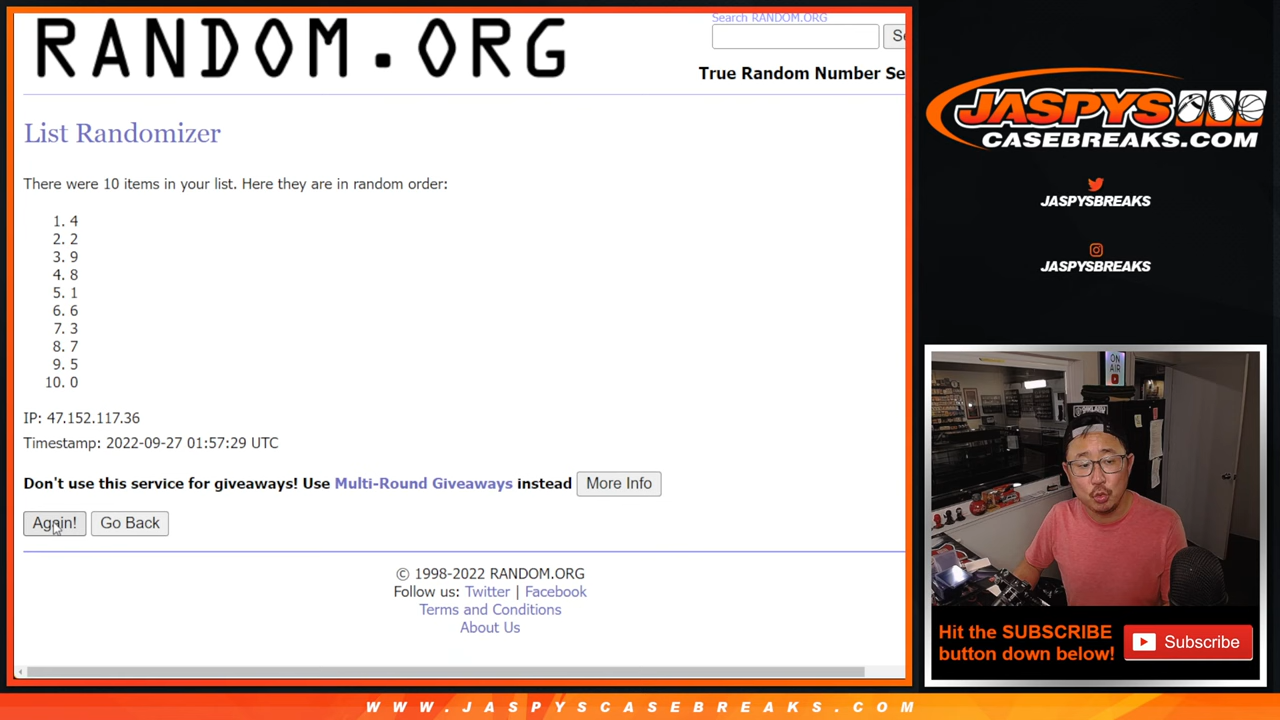 RANDOM.ORG
Search RANDOM.ORG
Se
True Random Number Se
List Randomizer
There were 10 items in your list. Here they are in random order:
1. 4
2. 2
3. 9
4. 8
5. 1
6. 6
7. 3
8. 7
9. 5
10. 0
IP: 47.152.117.36
Timestamp: 2022-09-27 01:57:29 UTC
Don't use this service for giveaways! Use Multi-Round Giveaways instead More Info
Again! Go Back
© 1998-2022 RANDOM.ORG
Follow us: Twitter | Facebook
Terms and Conditions
About Us
JASPYS
CASEBREAKS.COM
JASPYSBREAKS
JASPYSBREAKS
ON
AIR
Hit the SUBSCRIBE
button down below!
Subscribe
WWW.JASPYSCASEBREAKS.COM